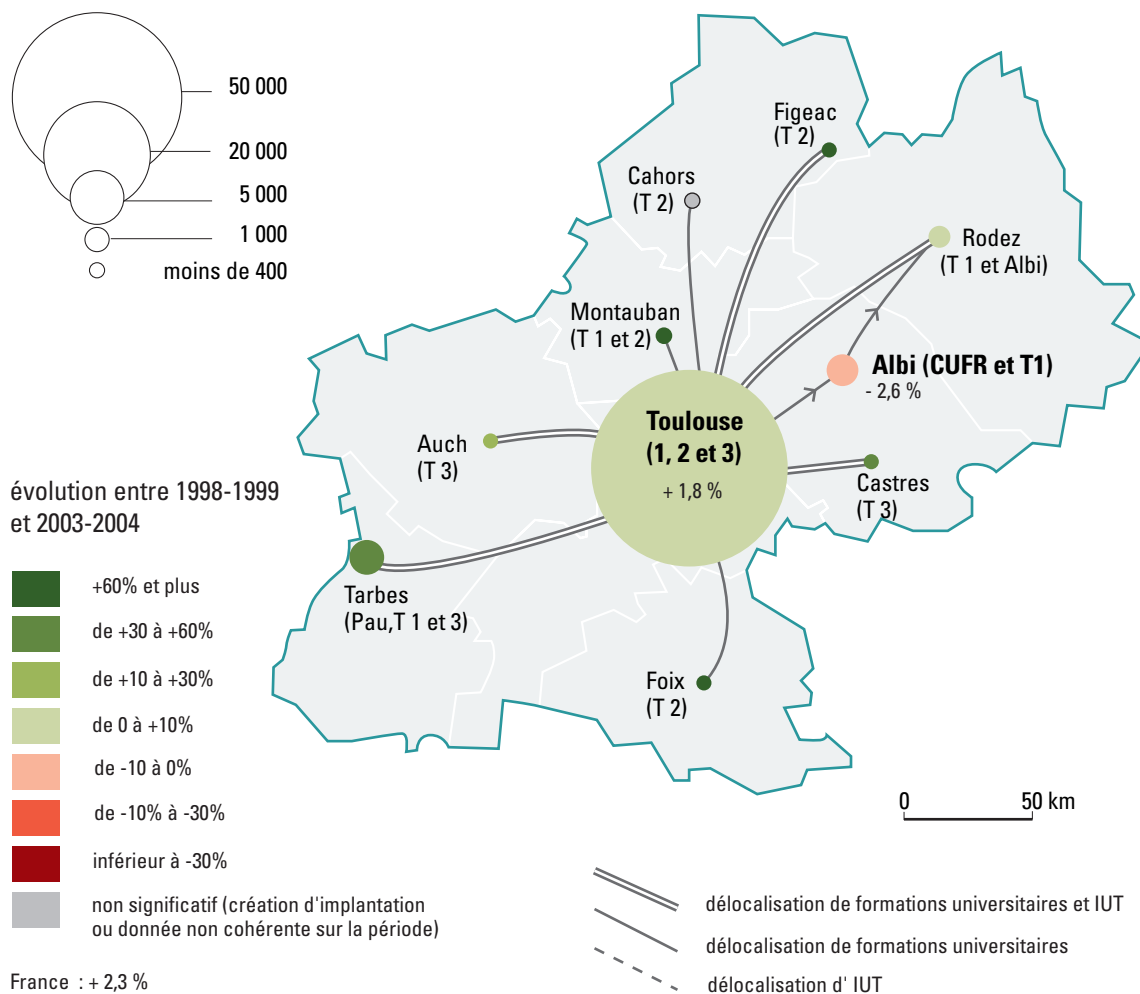 50 000
20 000
5 000
1 000
moins de 400
Figeac
(T 2)
Cahors
(T 2)
Rodez
(T 1 et Albi)
Montauban
(T 1 et 2)
Albi (CUFR et T1)
- 2,6 %
Toulouse
(1, 2 et 3)
+ 1,8 %
Auch
(T 3)
Castres
(T 3)
Tarbes
(Pau,T 1 et 3)
Foix
(T 2)
évolution entre 1998-1999
et 2003-2004
+60% et plus
de +30 à +60%
de +10 à +30%
de 0 à +10%
de -10 à 0%
de -10% à -30%
inférieur à -30%
non significatif (création d'implantation
ou donnée non cohérente sur la période)
France : + 2,3 %
0 50 km
délocalisation de formations universitaires et IUT
délocalisation de formations universitaires
délocalisation d' IUT